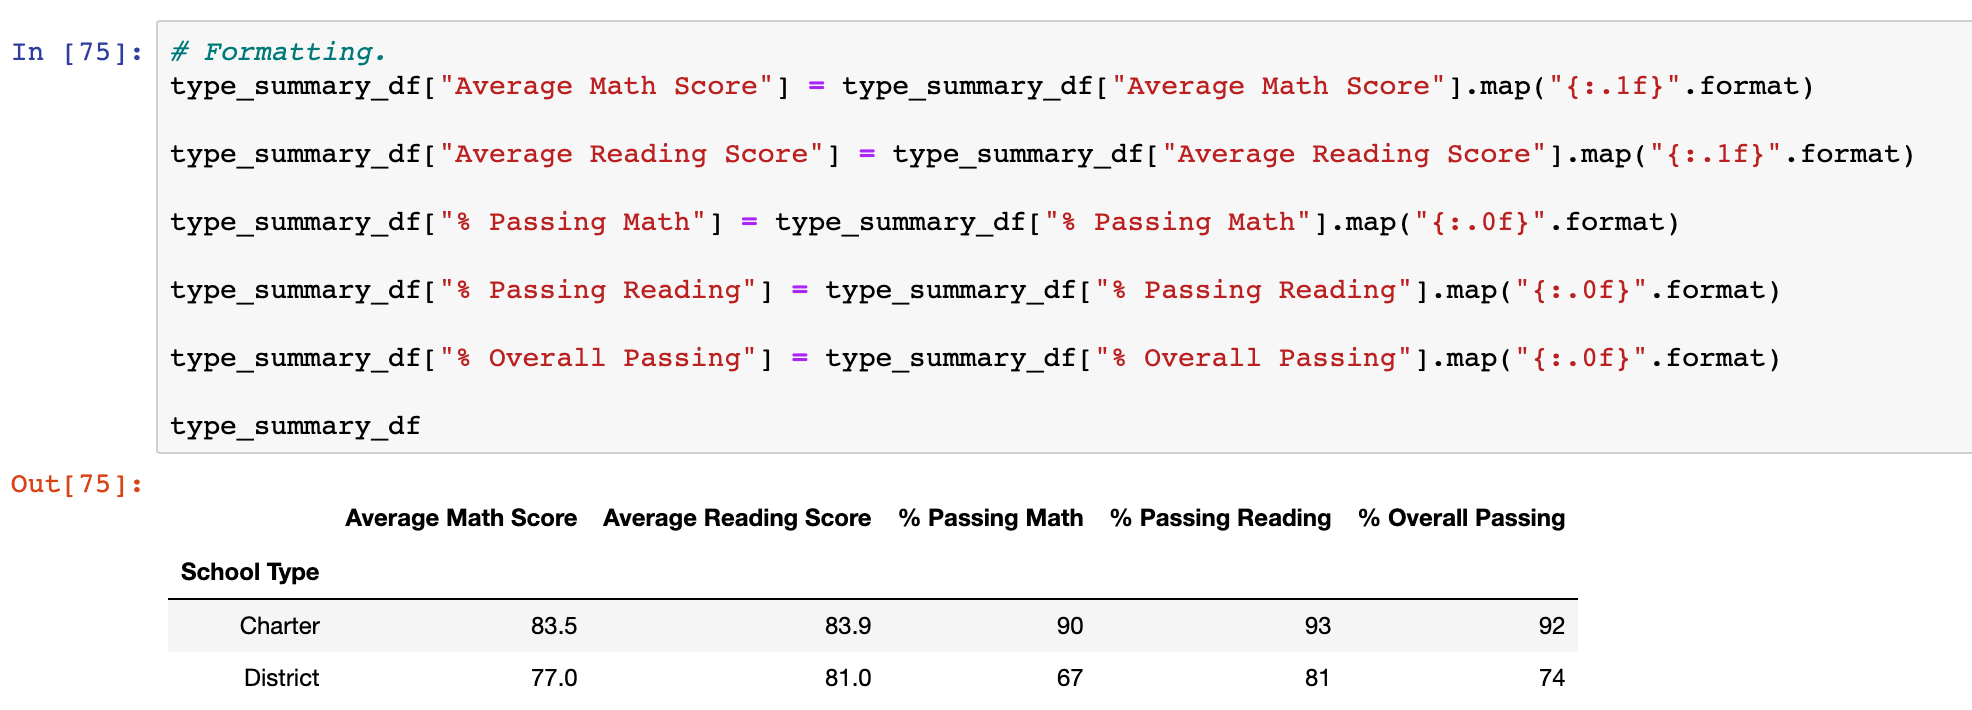 In [75]: # Formatting.
type_summary_df["Average Math Score"] = type_summary_df["Average Math Score"].map("{:.1f}".format)
type_summary_df["Average Reading Score"] = type_summary_df["Average Reading Score"].map("{:.1f}".format)
type_summary_df["% Passing Math"] = type_summary_df["% Passing Math"].map("{:.0f}".format)
type_summary_df["% Passing Reading"] = type_summary_df["% Passing Reading"].map("{:.0f}".format)
type_summary_df["% Overall Passing"] = type_summary_df["% Overall Passing"].map("{:.0f}".format)
type_summary_df
Out[75]:
Average Math Score Average Reading Score % Passing Math % Passing Reading % Overall Passing
School Type
Charter 83.5 83.9 90 93 92
District 77.0 81.0 67 81 74